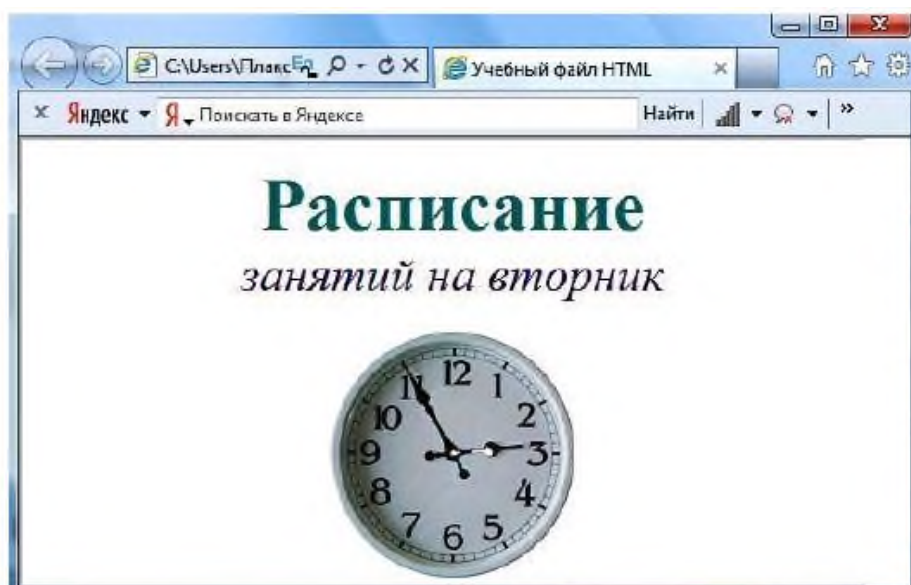 C:\Users\Плакс
Учебный файл HTML
Яндекс
Я Поискать в Яндексе
Найти
Расписание
занятий на вторник
12
11 1
10 2
9 3
8 4
7 5
6